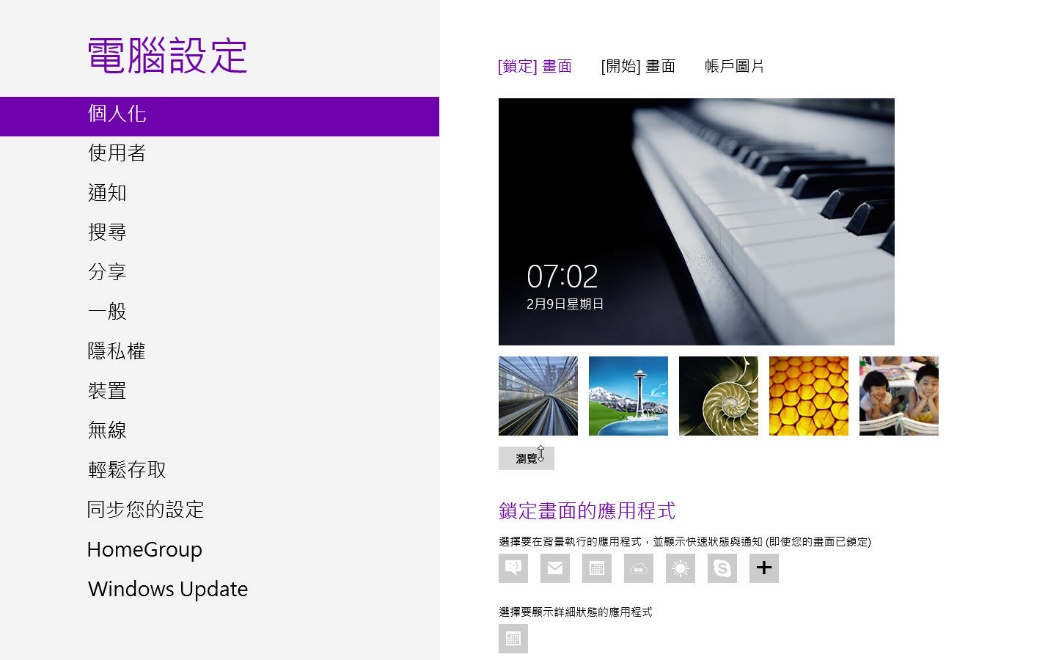 電腦設定
個人化
使用者
通知
搜尋
分享
一般
隱私權
裝置
無線
輕鬆存取
同步您的設定
HomeGroup
Windows Update
[鎖定] 畫面
[開始] 畫面
帳戶圖片
07:02
2月9日星期日
瀏覽
鎖定畫面的應用程式
選擇要在背景執行的應用程式，並顯示快速狀態與通知 (即使您的畫面已鎖定)
選擇要顯示詳細狀態的應用程式